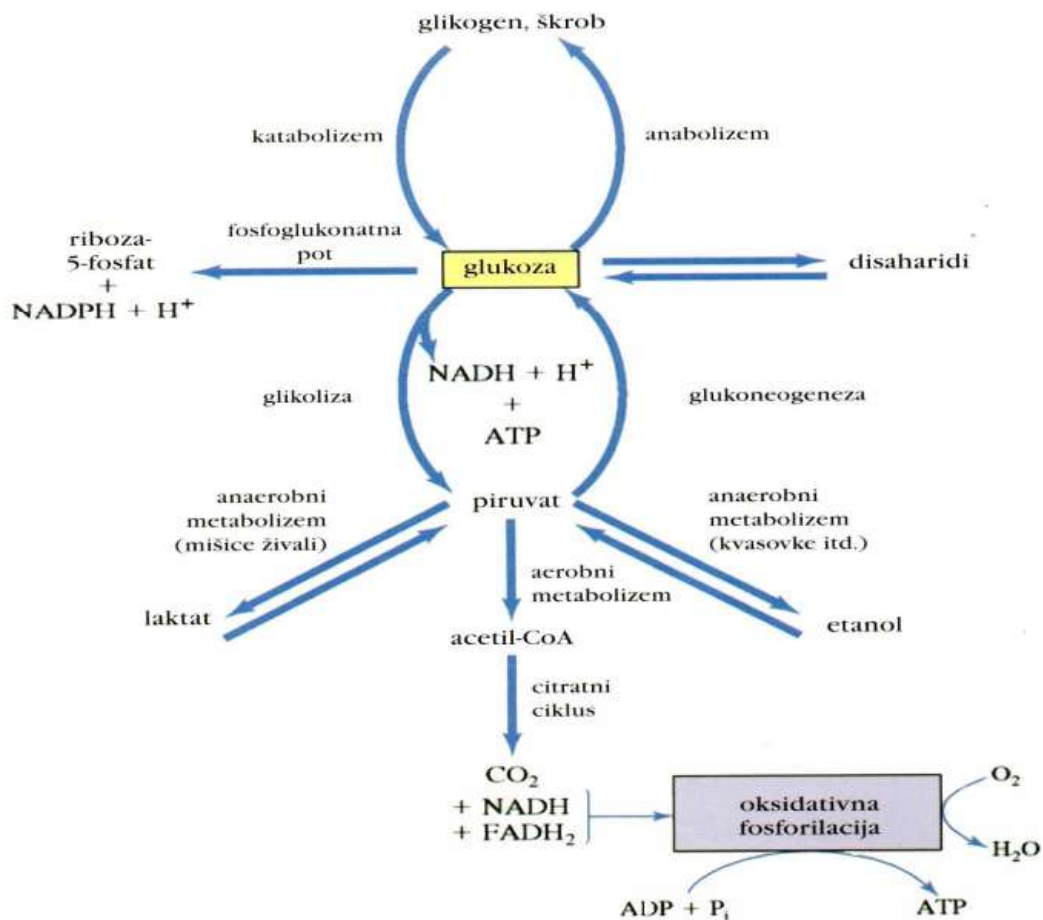 glikogen, škrob
katabolizem
anabolizem
riboza-
5-fosfat
+
NADPH + H⁺
fosfoglukonatna
pot
glukoza
disaharidi
NADH + H⁺
+
ATP
glikoliza
glukoneogeneza
anaerobni
metabolizem
(mišice živali)
piruvat
anaerobni
metabolizem
(kvasovke itd.)
aerobni
metabolizem
laktat
acetil-CoA
etanol
citratni
ciklus
CO₂
+ NADH
+ FADH₂
oksidativna
fosforilacija
O₂
H₂O
ADP + Pᵢ
ATP